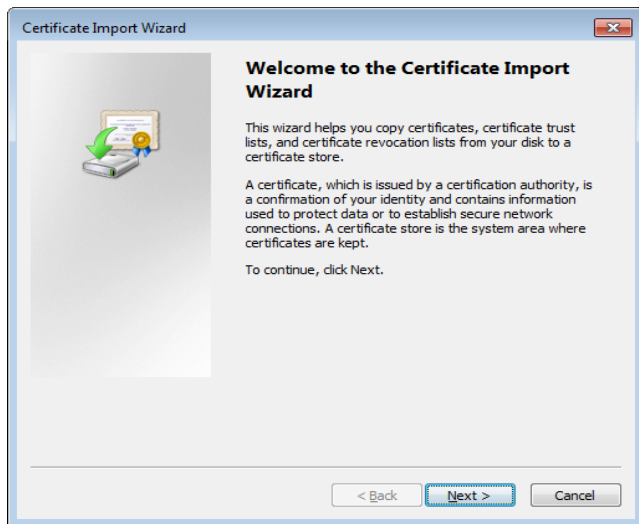 Certificate Import Wizard
Welcome to the Certificate Import
Wizard
This wizard helps you copy certificates, certificate trust
lists, and certificate revocation lists from your disk to a
certificate store.
A certificate, which is issued by a certification authority, is
a confirmation of your identity and contains information
used to protect data or to establish secure network
connections. A certificate store is the system area where
certificates are kept.
To continue, click Next.
< Back Next > Cancel